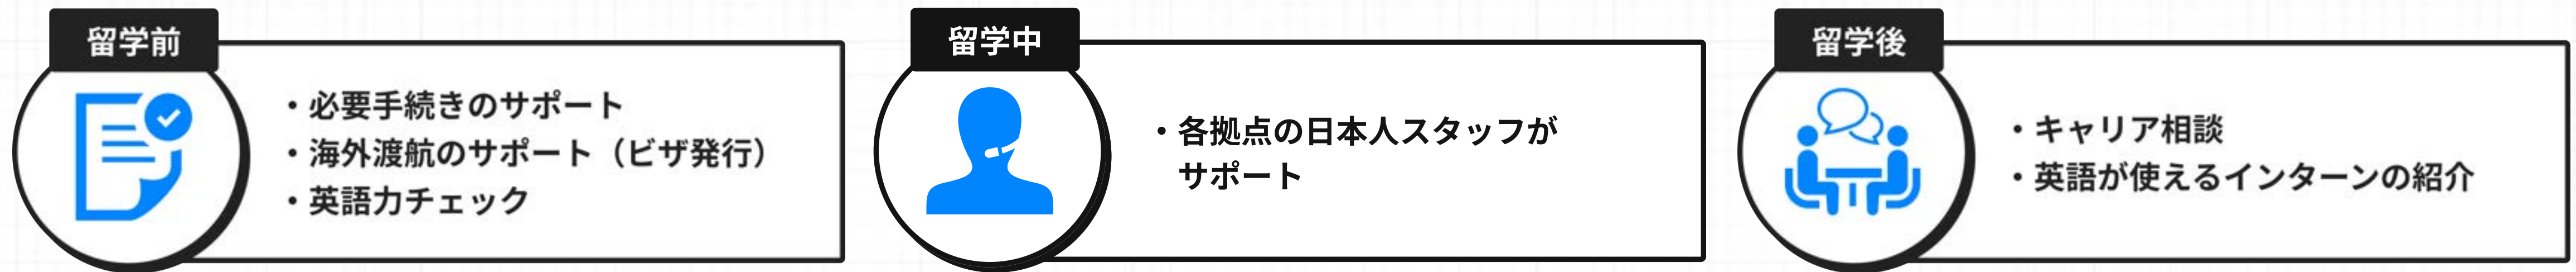 留学前
・必要手続きのサポート
・海外渡航のサポート（ビザ発行）
・英語力チェック
留学中
・各拠点の日本人スタッフが
サポート
留学後
・キャリア相談
・英語が使えるインターンの紹介